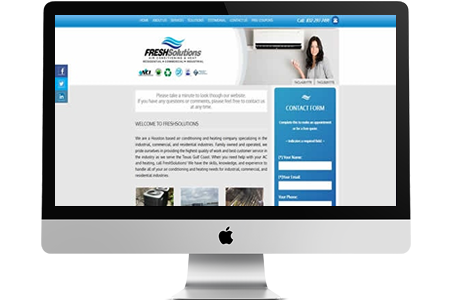 HOME ABOUT US SERVICES SOLUTIONS TESTIMONIAL CONTACT US FREE COUPONS
FRESHSolutions
AIR CONDITIONING & HEAT
RESIDENTIAL • COMMERCIAL • INDUSTRIAL
Please take a minute to look through our website.
If you have any questions or comments, please feel free to contact us
at any time.
CONTACT FORM
Complete this to make an appointment
or for a free quote.
WELCOME TO FRESHSOLUTIONS
- indicates a required field -
We are a Houston based air conditioning and heating company specializing in the
industrial, commercial, and residential industries. Family owned and operated, we
pride ourselves in providing the highest quality of work and best customer service in
the industry as we serve the Texas Gulf Coast. When you need help with your AC
and heating, call FreshSolutions! We have the skills, knowledge, and experience to
handle all of your air conditioning and heating needs for industrial, commercial, and
residential industries.
(*) Your Name
(*)Your Email
Your Phone: